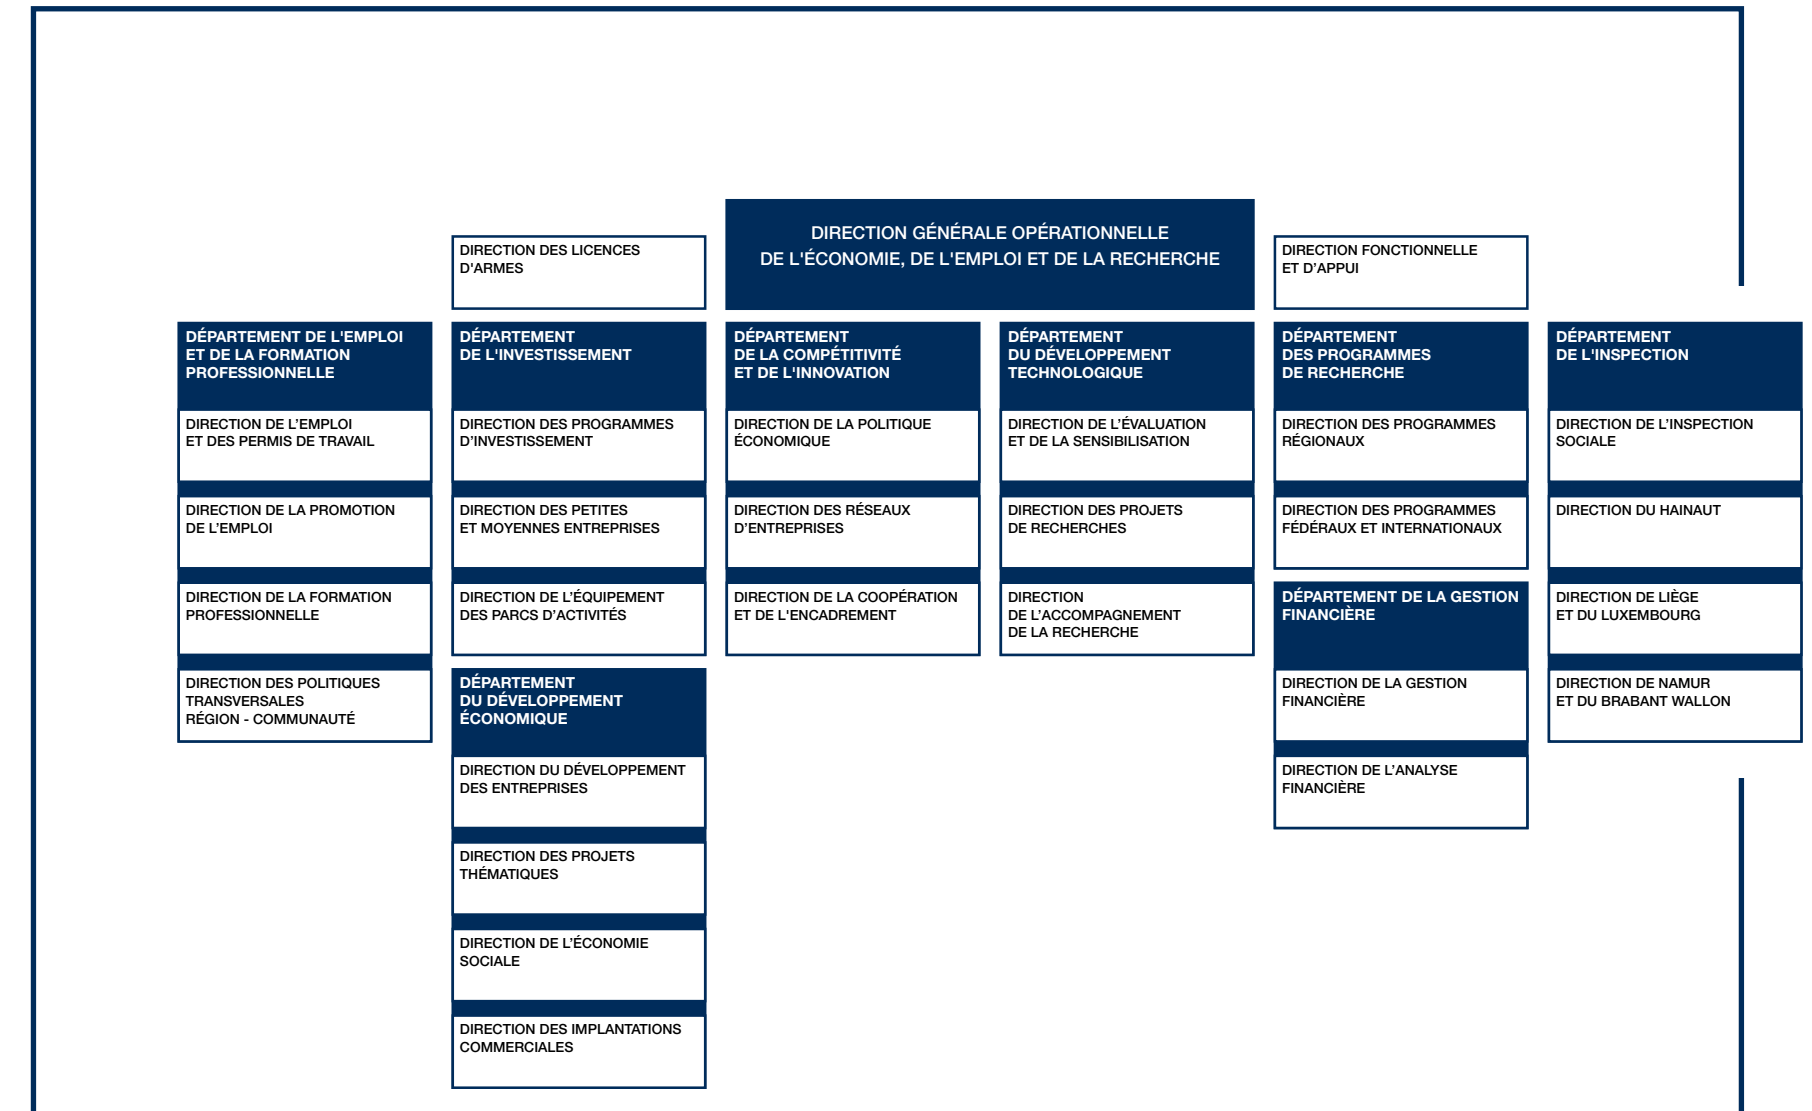 DIRECTION GÉNÉRALE OPÉRATIONNELLE
DE L'ÉCONOMIE, DE L'EMPLOI ET DE LA RECHERCHE
DIRECTION DES LICENCES
D'ARMES
DIRECTION FONCTIONNELLE
ET D’APPUI
DÉPARTEMENT DE L'EMPLOI
ET DE LA FORMATION
PROFESSIONNELLE
DIRECTION DE L’EMPLOI
ET DES PERMIS DE TRAVAIL
DIRECTION DE LA PROMOTION
DE L’EMPLOI
DIRECTION DE LA FORMATION
PROFESSIONNELLE
DIRECTION DES POLITIQUES
TRANSVERSALES
RÉGION - COMMUNAUTÉ
DÉPARTEMENT
DE L'INVESTISSEMENT
DIRECTION DES PROGRAMMES
D’INVESTISSEMENT
DIRECTION DES PETITES
ET MOYENNES ENTREPRISES
DIRECTION DE L’ÉQUIPEMENT
DES PARCS D’ACTIVITÉS
DÉPARTEMENT
DU DÉVELOPPEMENT
ÉCONOMIQUE
DIRECTION DU DÉVELOPPEMENT
DES ENTREPRISES
DIRECTION DES PROJETS
THÉMATIQUES
DIRECTION DE L’ÉCONOMIE
SOCIALE
DIRECTION DES IMPLANTATIONS
COMMERCIALES
DÉPARTEMENT
DE LA COMPÉTITIVITÉ
ET DE L'INNOVATION
DIRECTION DE LA POLITIQUE
ÉCONOMIQUE
DIRECTION DES RÉSEAUX
D’ENTREPRISES
DIRECTION DE LA COOPÉRATION
ET DE L'ENCADREMENT
DÉPARTEMENT
DU DÉVELOPPEMENT
TECHNOLOGIQUE
DIRECTION DE L’ÉVALUATION
ET DE LA SENSIBILISATION
DIRECTION DES PROJETS
DE RECHERCHES
DIRECTION
DE L’ACCOMPAGNEMENT
DE LA RECHERCHE
DÉPARTEMENT
DES PROGRAMMES
DE RECHERCHE
DIRECTION DES PROGRAMMES
RÉGIONAUX
DIRECTION DES PROGRAMMES
FÉDÉRAUX ET INTERNATIONAUX
DÉPARTEMENT DE LA GESTION
FINANCIÈRE
DIRECTION DE LA GESTION
FINANCIÈRE
DIRECTION DE L’ANALYSE
FINANCIÈRE
DÉPARTEMENT
DE L'INSPECTION
DIRECTION DE L’INSPECTION
SOCIALE
DIRECTION DU HAINAUT
DIRECTION DE LIÈGE
ET DU LUXEMBOURG
DIRECTION DE NAMUR
ET DU BRABANT WALLON